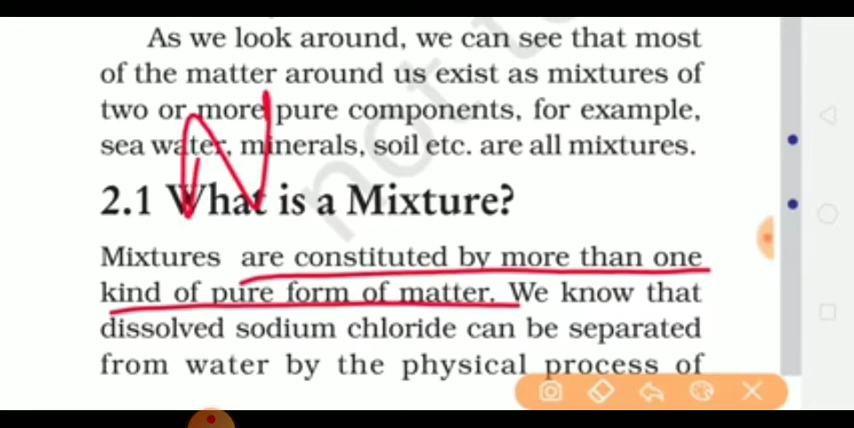 As we look around, we can see that most
of the matter around us exist as mixtures of
two or more pure components, for example,
sea water, minerals, soil etc. are all mixtures.
2.1 What is a Mixture?
Mixtures are constituted by more than one
kind of pure form of matter. We know that
dissolved sodium chloride can be separated
from water by the physical process of
not to